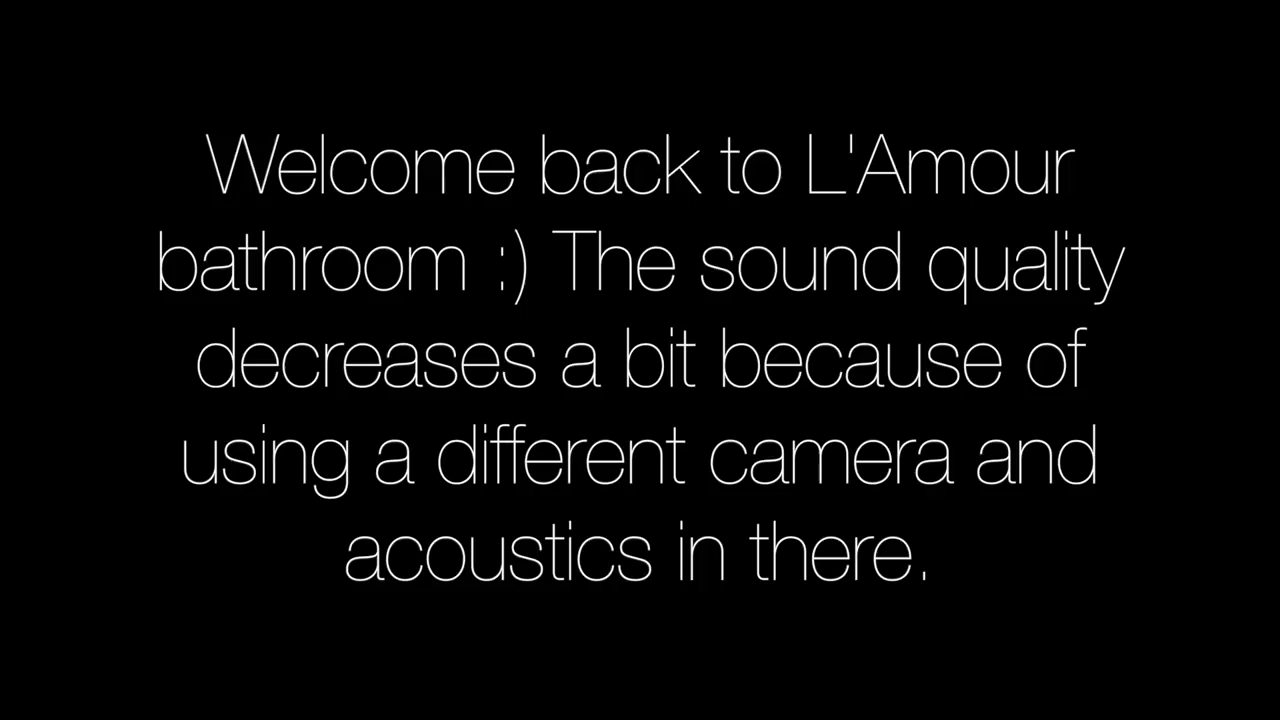 Welcome back to L'Amour
bathroom :) The sound quality
decreases a bit because of
using a different camera and
acoustics in there.